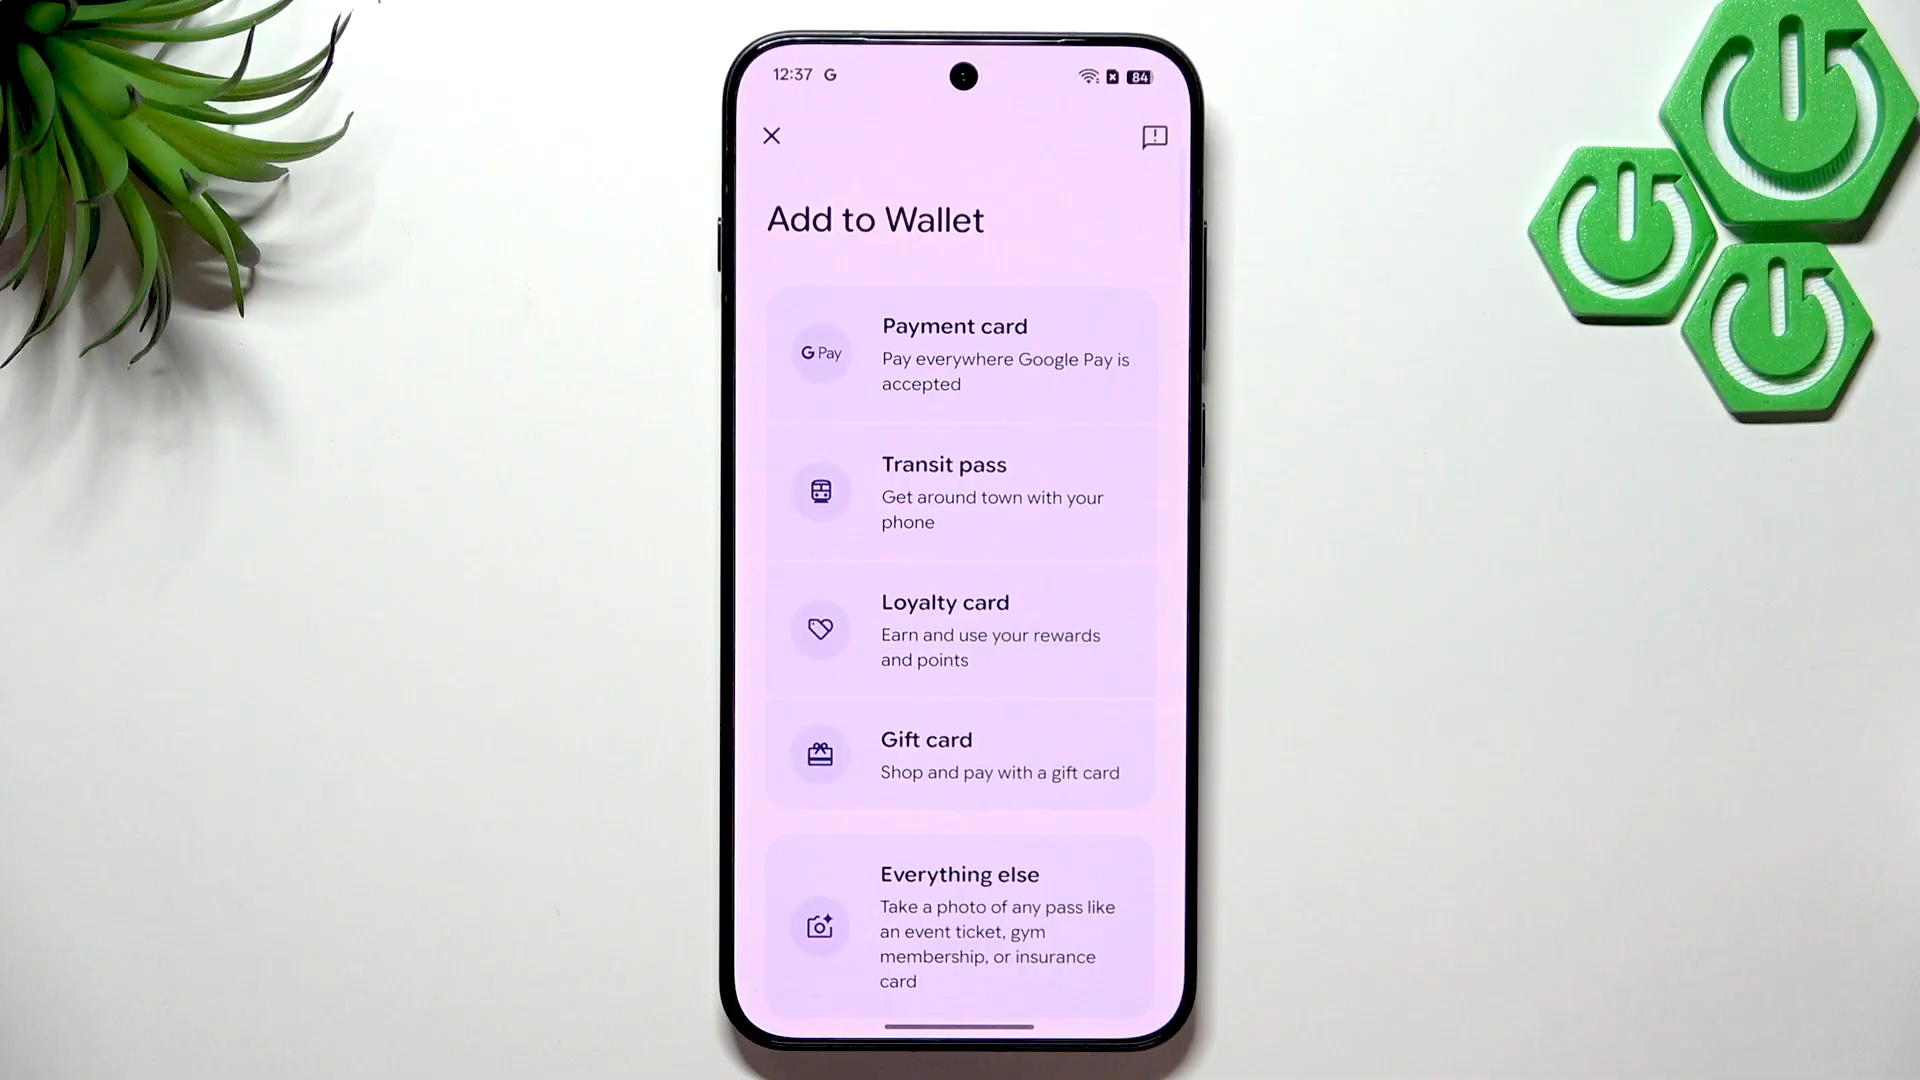 12:37 G
84
Add to Wallet
G Pay
Payment card
Pay everywhere Google Pay is
accepted
Transit pass
Get around town with your
phone
Loyalty card
Earn and use your rewards
and points
Gift card
Shop and pay with a gift card
Everything else
Take a photo of any pass like
an event ticket, gym
membership, or insurance
card